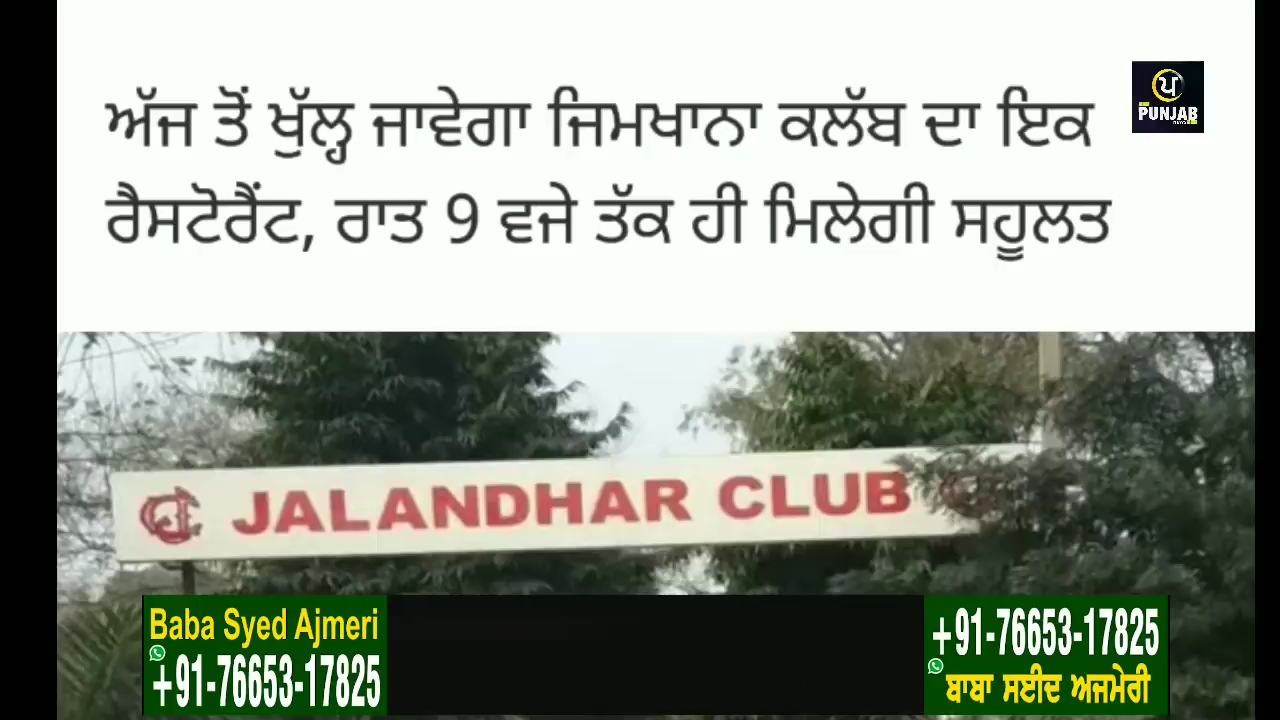 ਅੱਜ ਤੋਂ ਖੁੱਲ੍ਹ ਜਾਵੇਗਾ ਜਿਮਖਾਨਾ ਕਲੱਬ ਦਾ ਇਕ
ਰੈਸਟੋਰੈਂਟ, ਰਾਤ 9 ਵਜੇ ਤੱਕ ਹੀ ਮਿਲੇਗੀ ਸਹੂਲਤ
ਪ
PUNJAB
JALANDHAR CLUB
Baba Syed Ajmeri
+91-76653-17825
+91-76653-17825
ਬਾਬਾ ਸਈਦ ਅਜਮੇਰੀ